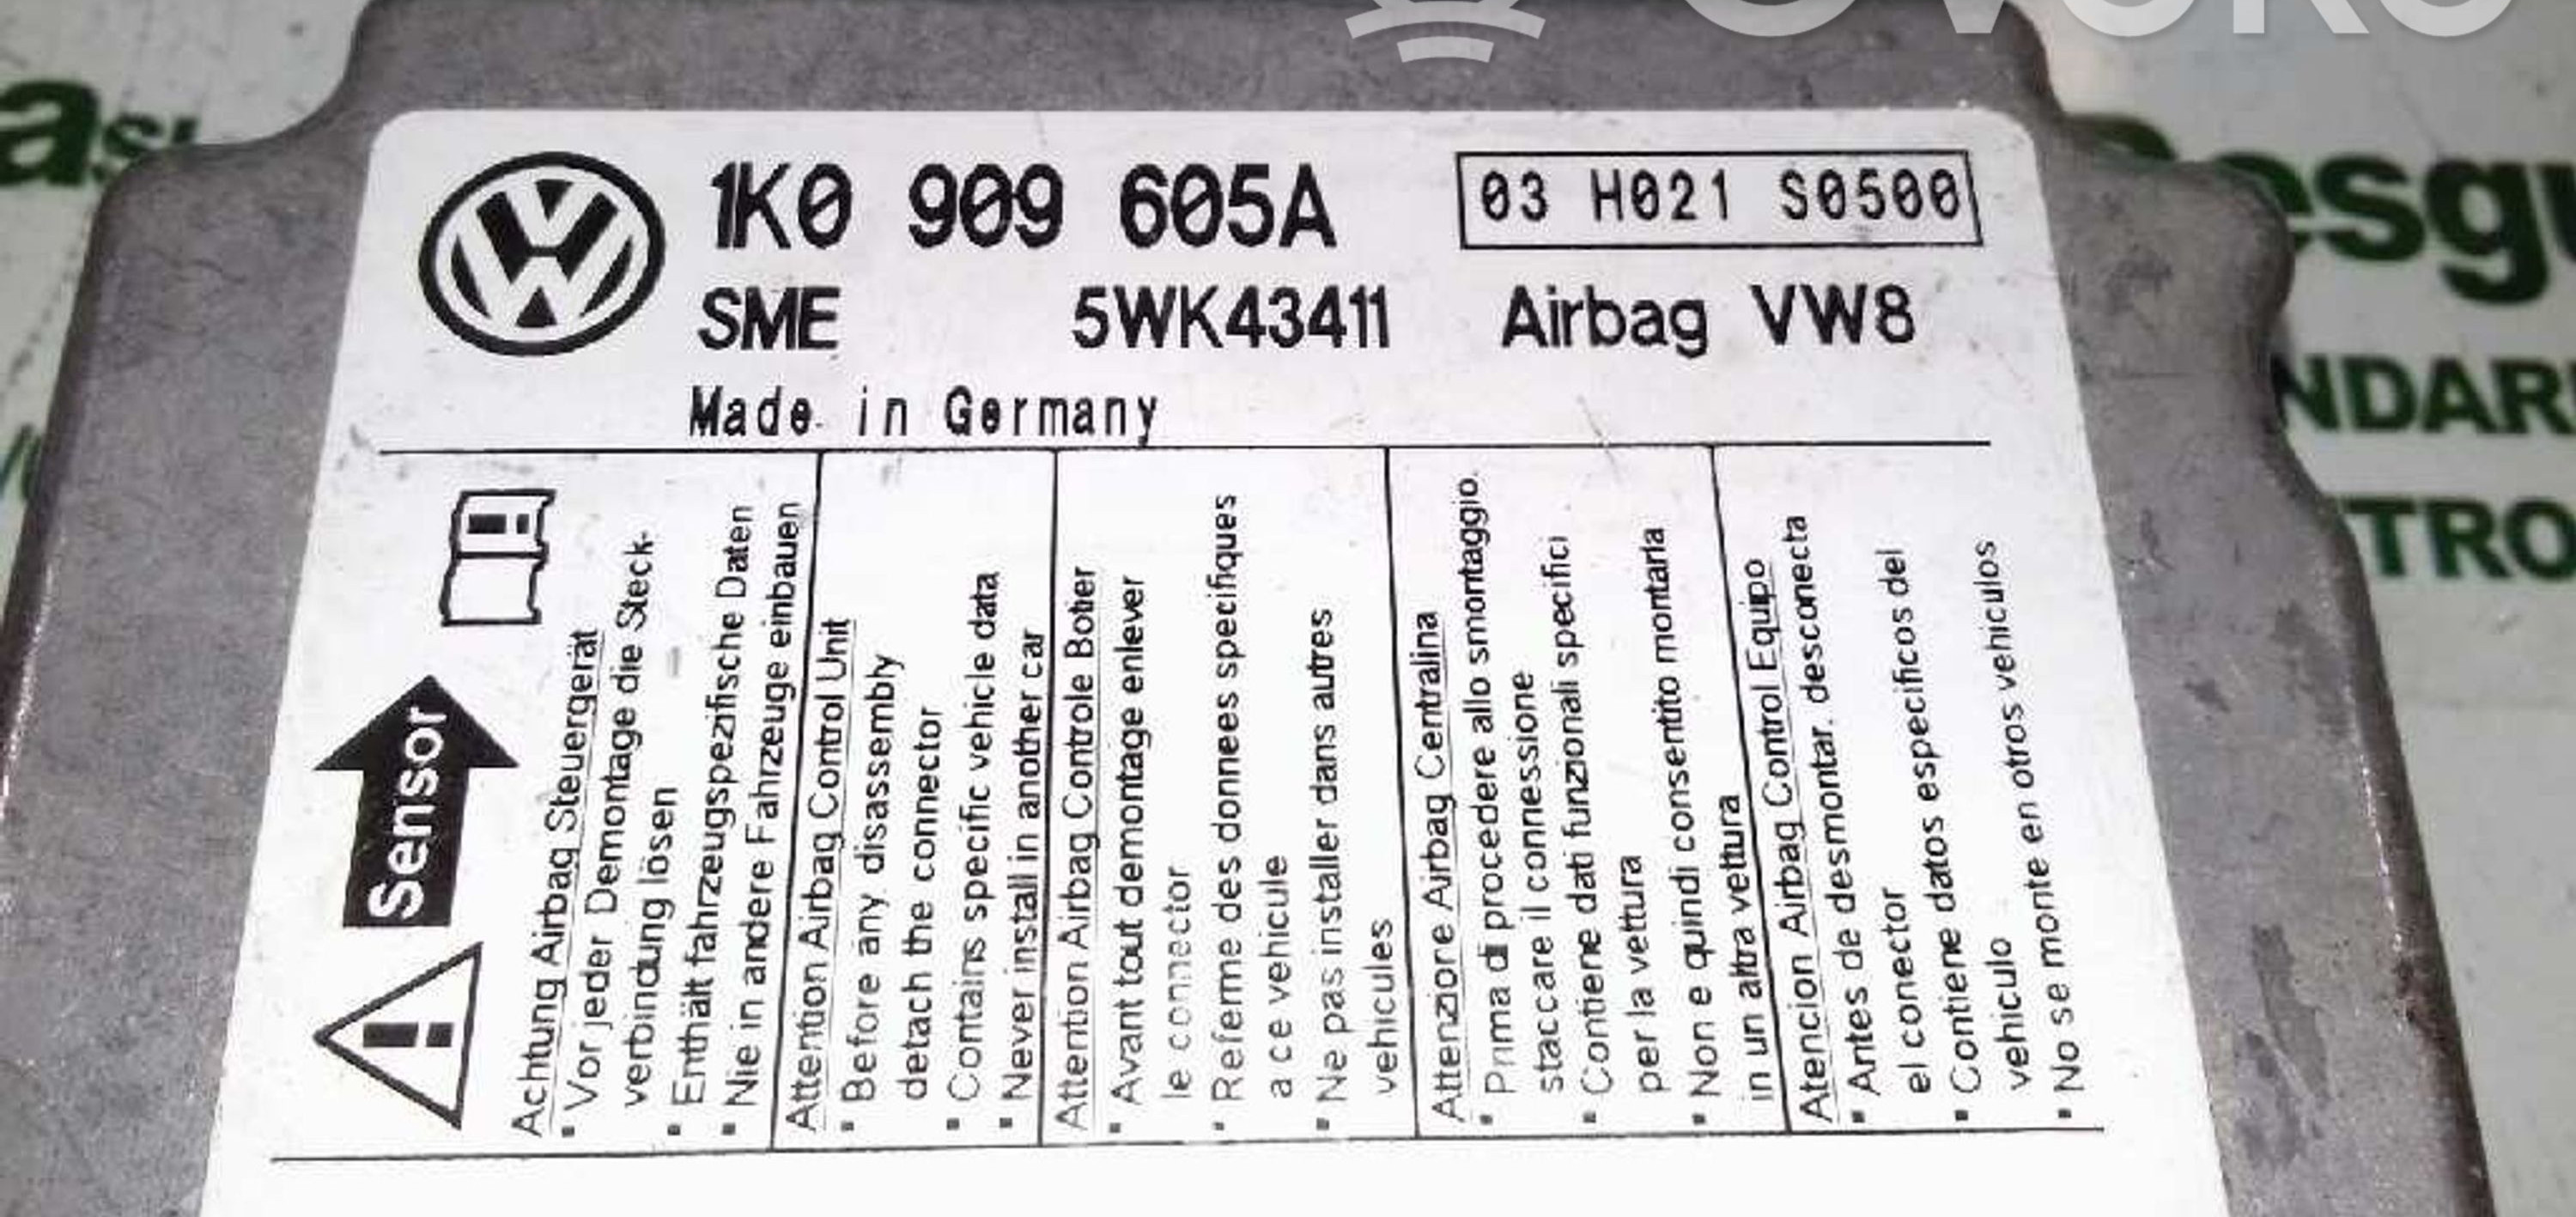 1K0 909 605A
03 H021 S0500
SME 5WK43411 Airbag VW8
Made in Germany
Sensor
Achtung Airbag Steuergerät
▪ Vor jeder Demontage die Steck-
verbindung lösen
▪ Enthält fahrzeugspezifische Daten
▪ Nie in andere Fahrzeuge einbauen
Attention Airbag Control Unit
▪ Before any disassembly
detach the connector
▪ Contains specific vehicle data
▪ Never install in another car
Attention Airbag Controle Boitier
▪ Avant tout demontage enlever
le connector
▪ Referme des donnees specifiques
a ce vehicule
▪ Ne pas installer dans autres
vehicules
Attenzione Airbag Centralina
▪ Prima di procedere allo smontaggio.
staccare il connessione
▪ Contiene dati funzionali specifici
per la vettura
▪ Non e quindi consentito montarla
in un altra vettura
Atencion Airbag Control Equipo
▪ Antes de desmontar. desconecta
el conector
▪ Contiene datos especificos del
vehiculo
▪ No se monte en otros vehiculos